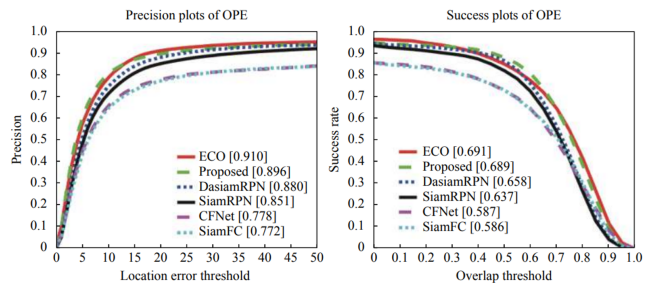 Precision plots of OPE
1.0
0.9
0.8
0.7
0.6
0.5
0.4
0.3
0.2
0.1
0
Precision
ECO [0.910]
Proposed [0.896]
DasiamRPN [0.880]
SiamRPN [0.851]
CFNet [0.778]
SiamFC [0.772]
0 5 10 15 20 25 30 35 40 45 50
Location error threshold
Success plots of OPE
1.0
0.9
0.8
0.7
0.6
0.5
0.4
0.3
0.2
0.1
0
Success rate
ECO [0.691]
Proposed [0.689]
DasiamRPN [0.658]
SiamRPN [0.637]
CFNet [0.587]
SiamFC [0.586]
0 0.1 0.2 0.3 0.4 0.5 0.6 0.7 0.8 0.9 1.0
Overlap threshold